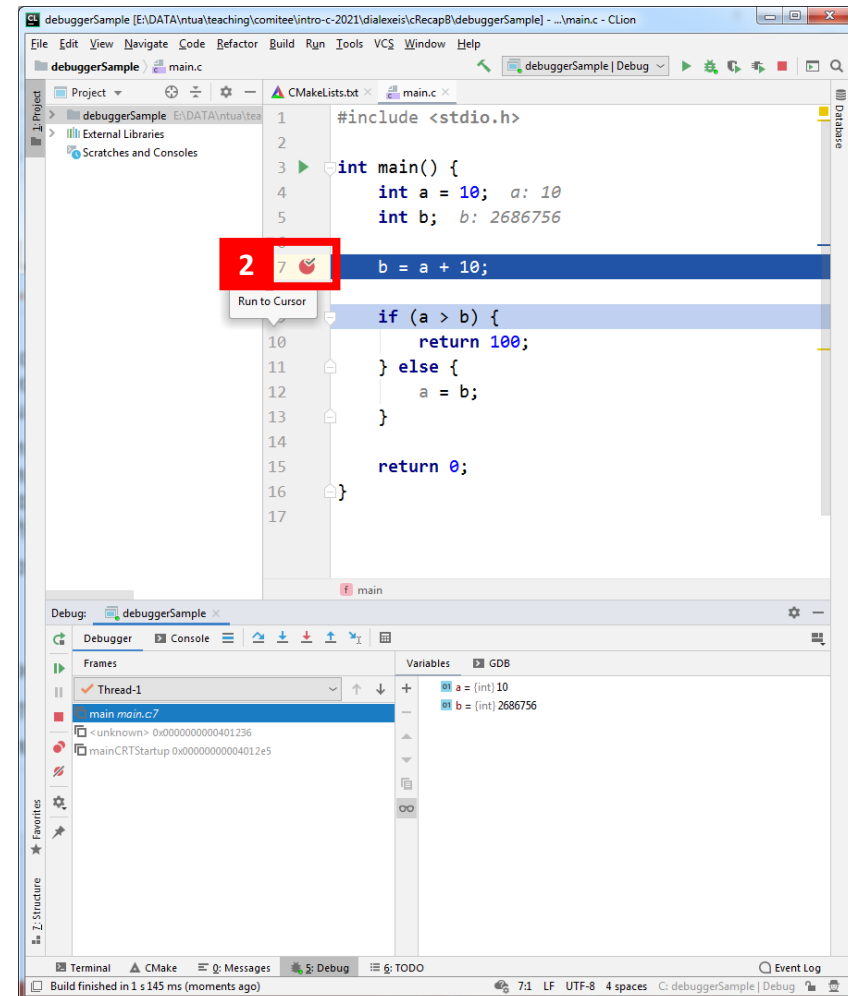 debuggerSample [E:\DATA\ntua\teaching\comitee\intro-c-2021\dialexeis\cRecapB\debuggerSample] - ...\main.c - CLion
File Edit View Navigate Code Refactor Build Run Tools VCS Window Help
debuggerSample main.c debuggerSample | Debug
1: Project
Project
CMakeLists.txt main.c
Database
debuggerSample E:\DATA\ntua\tea
External Libraries
Scratches and Consoles
1 #include <stdio.h>
2
3 int main() {
4 int a = 10; a: 10
5 int b; b: 2686756
2
7 b = a + 10;
Run to Cursor
if (a > b) {
10 return 100;
11 } else {
12 a = b;
13 }
14
15 return 0;
16 }
17
f main
Debug: debuggerSample
Debugger Console
Frames
Variables GDB
Thread-1
main main.c:7
<unknown> 0x0000000000401236
mainCRTStartup 0x00000000004012e5
a = {int} 10
b = {int} 2686756
Favorites
Z: Structure
Terminal CMake 0: Messages 5: Debug 6: TODO Event Log
Build finished in 1 s 145 ms (moments ago) 7:1 LF UTF-8 4 spaces C: debuggerSample | Debug